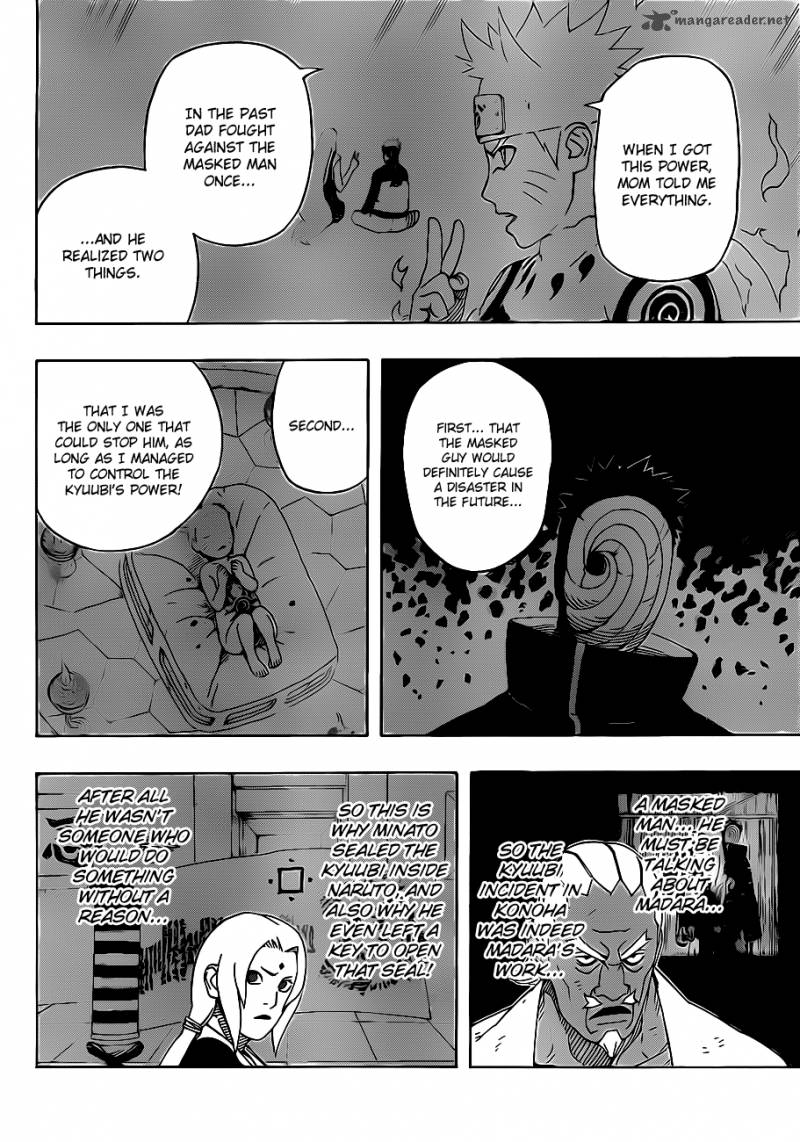 mangareader.net
WHEN I GOT
THIS POWER,
MOM TOLD ME
EVERYTHING.
IN THE PAST
DAD FOUGHT
AGAINST THE
MASKED MAN
ONCE...
...AND HE
REALIZED TWO
THINGS.
FIRST... THAT
THE MASKED
GUY WOULD
DEFINITELY CAUSE
A DISASTER IN
THE FUTURE...
SECOND...
THAT I WAS
THE ONLY ONE THAT
COULD STOP HIM, AS
LONG AS I MANAGED
TO CONTROL THE
KYUUBI'S POWER!
A MASKED
MAN... HE
MUST BE
TALKING
ABOUT
MADARA...
SO THE
KYUUBI
INCIDENT IN
KONOHA
WAS INDEED
MADARA'S
WORK...
SO THIS IS
WHY MINATO
SEALED THE
KYUUBI INSIDE
NARUTO, AND
ALSO WHY HE
EVEN LEFT A
KEY TO OPEN
THAT SEAL!
AFTER ALL
HE WASN'T
SOMEONE WHO
WOULD DO
SOMETHING
WITHOUT A
REASON...